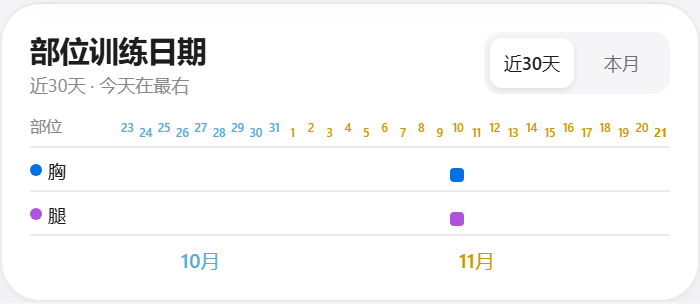 部位训练日期
近30天 · 今天在最右
近30天 本月
部位 23 24 25 26 27 28 29 30 31 1 2 3 4 5 6 7 8 9 10 11 12 13 14 15 16 17 18 19 20 21
胸
腿
10月 11月